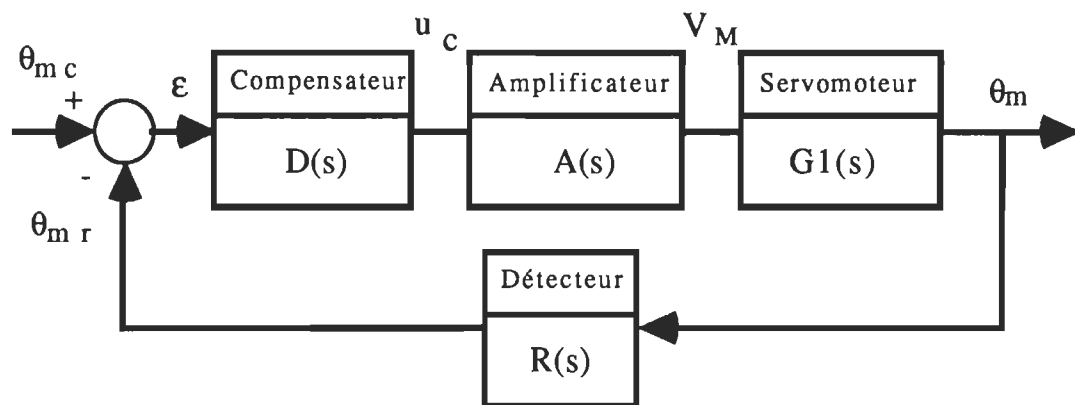 u c
V M
θm c
+
ε
Compensateur
Amplificateur
Servomoteur
θm
D(s)
A(s)
G1(s)
-
θm r
Détecteur
R(s)